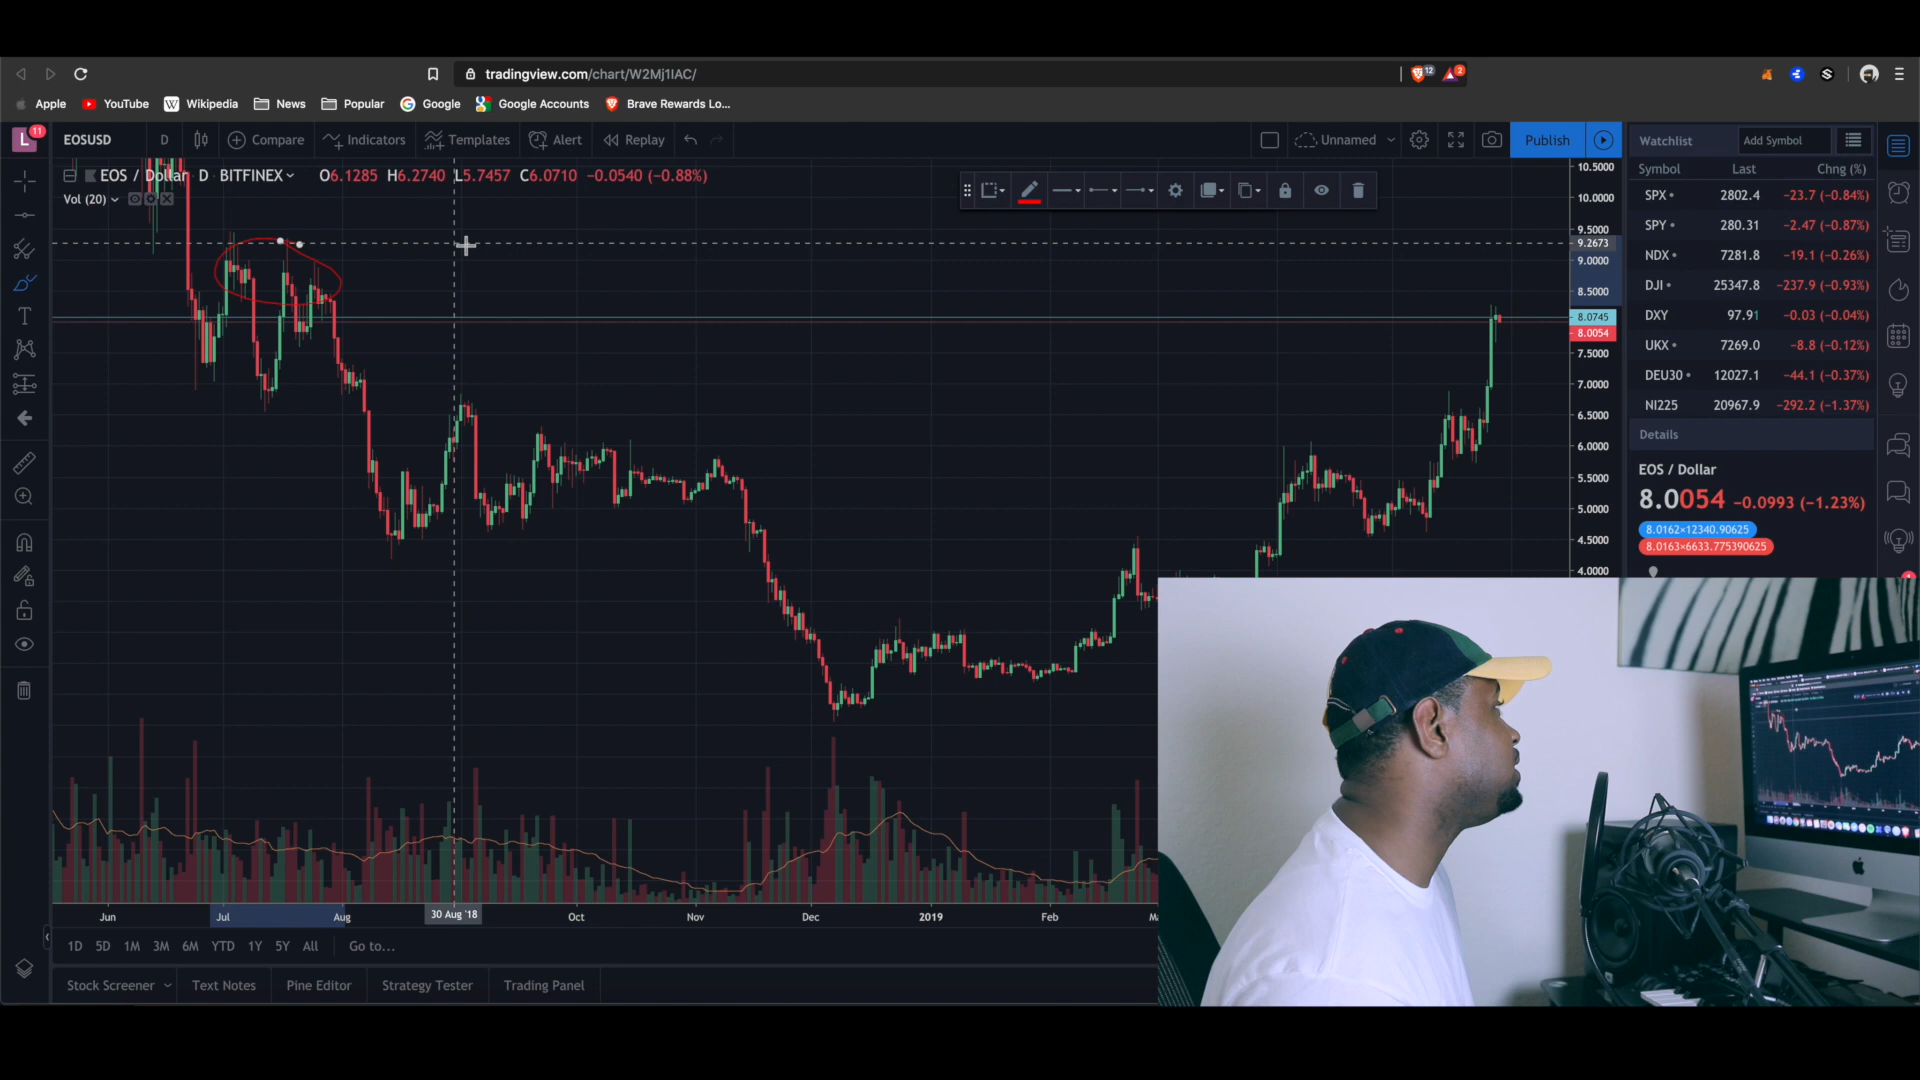 tradingview.com/chart/W2Mj1IAC/
12
2
Apple YouTube Wikipedia News Popular Google Google Accounts Brave Rewards Lo...
L 11
EOSUSD D Compare Indicators Templates Alert Replay Unnamed Publish
EOS / Dollar D BITFINEX O6.1285 H6.2740 L5.7457 C6.0710 -0.0540 (-0.88%)
Vol (20)
10.5000
10.0000
9.5000
9.2673
9.0000
8.5000
8.0745
8.0054
7.5000
7.0000
6.5000
6.0000
5.5000
5.0000
4.5000
4.0000
Watchlist Add Symbol
Symbol Last Chng (%)
SPX 2802.4 −23.7 (−0.84%)
SPY 280.31 −2.47 (−0.87%)
NDX 7281.8 −19.1 (−0.26%)
DJI 25347.8 −237.9 (−0.93%)
DXY 97.91 −0.03 (−0.04%)
UKX 7269.0 −8.8 (−0.12%)
DEU30 12027.1 −44.1 (−0.37%)
NI225 20967.9 −292.2 (−1.37%)
Details
EOS / Dollar
8.0054 −0.0993 (−1.23%)
8.0162×12340.90625
8.0163×6633.775390625
Jun Jul Aug 30 Aug '18 Oct Nov Dec 2019 Feb
1D 5D 1M 3M 6M YTD 1Y 5Y All Go to...
Stock Screener Text Notes Pine Editor Strategy Tester Trading Panel